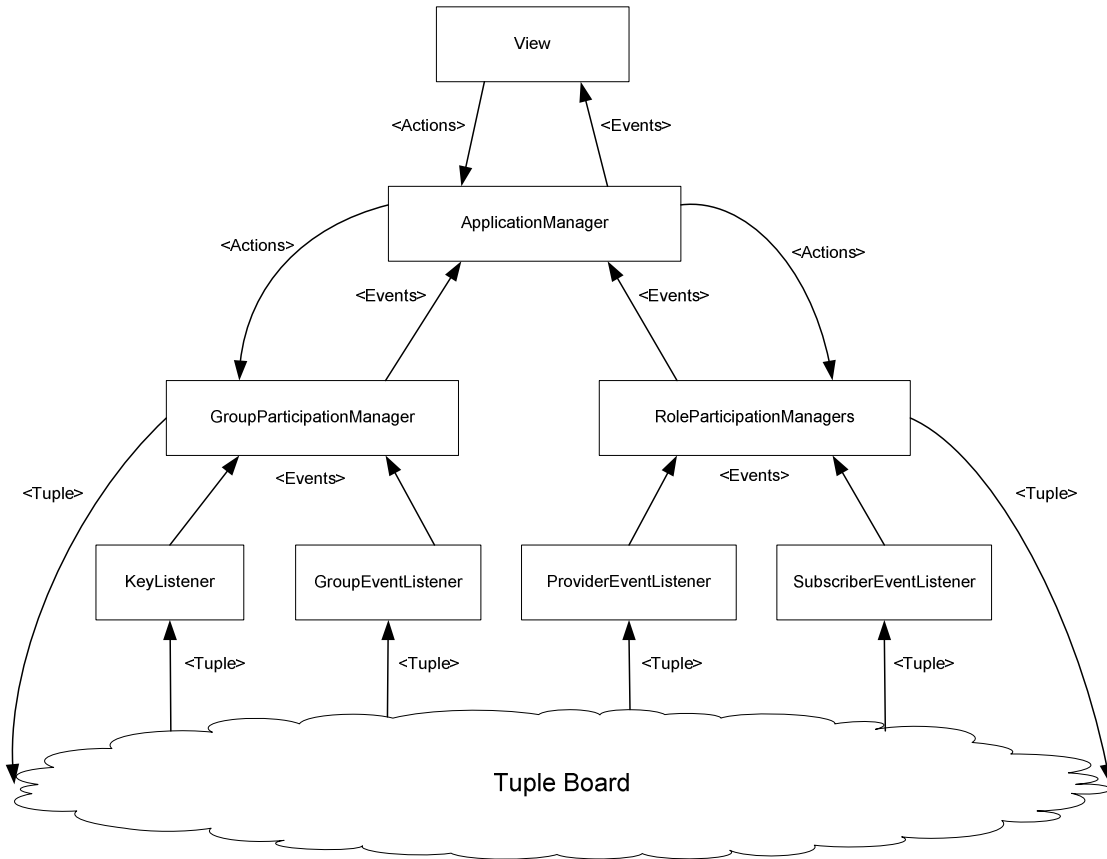 View
<Actions>
<Events>
ApplicationManager
<Actions>
<Actions>
<Events>
<Events>
GroupParticipationManager
RoleParticipationManagers
<Events>
<Events>
<Tuple>
<Tuple>
KeyListener
GroupEventListener
ProviderEventListener
SubscriberEventListener
<Tuple>
<Tuple>
<Tuple>
<Tuple>
Tuple Board